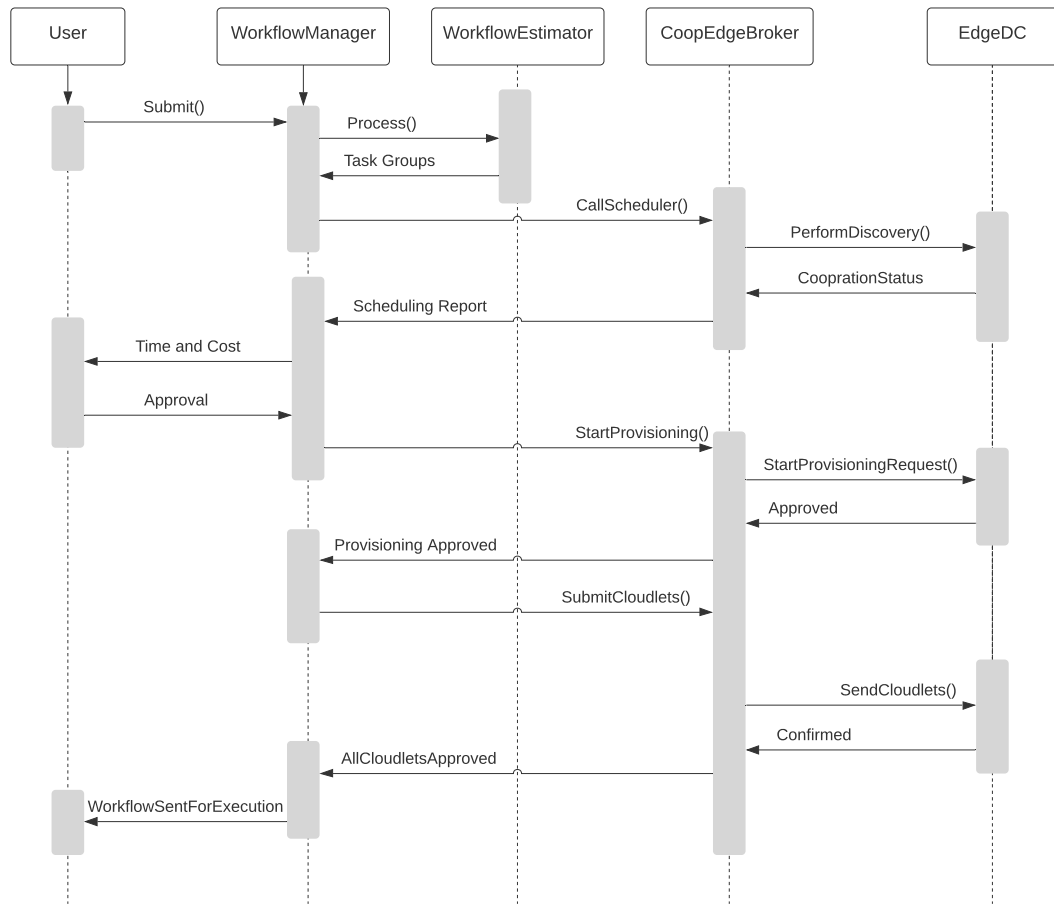 User
WorkflowManager
WorkflowEstimator
CoopEdgeBroker
EdgeDC
Submit()
Process()
Task Groups
CallScheduler()
PerformDiscovery()
CooprationStatus
Scheduling Report
Time and Cost
Approval
StartProvisioning()
StartProvisioningRequest()
Approved
Provisioning Approved
SubmitCloudlets()
SendCloudlets()
Confirmed
AllCloudletsApproved
WorkflowSentForExecution